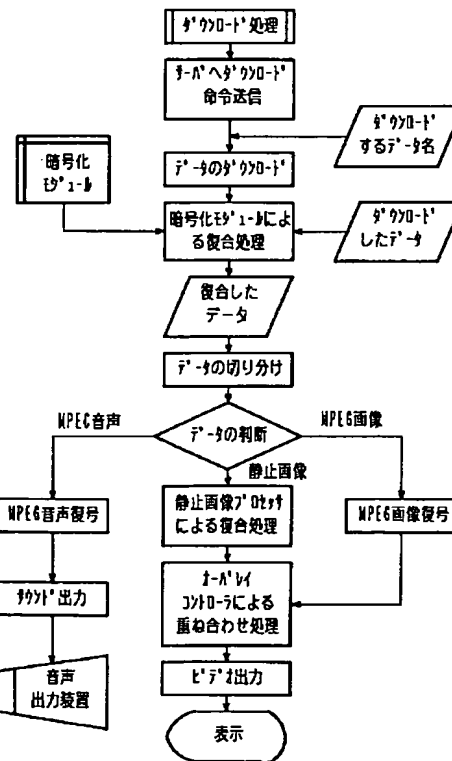 ﾀﾞｳﾝﾛｰﾄﾞ処理
ｻｰﾊﾞへﾀﾞｳﾝﾛｰﾄﾞ
命令送信
ﾀﾞｳﾝﾛｰﾄﾞ
するﾃﾞｰﾀ名
暗号化
ﾓｼﾞｭｰﾙ
ﾃﾞｰﾀのﾀﾞｳﾝﾛｰﾄﾞ
暗号化ﾓｼﾞｭｰﾙによ
る復合処理
ﾀﾞｳﾝﾛｰﾄﾞ
したﾃﾞｰﾀ
復合した
データ
ﾃﾞｰﾀの切り分け
MPEG音声
ﾃﾞｰﾀの判断
MPEG画像
静止画像
MPEG音声復号
静止画像ﾌﾟﾛｾｯｻ
による復合処理
MPEG画像復号
ｻｳﾝﾄﾞ出力
ｵｰﾊﾞﾚｲ
ｺﾝﾄﾛｰﾗによる
重ね合わせ処理
音声
出力装置
ﾋﾞﾃﾞｵ出力
表示